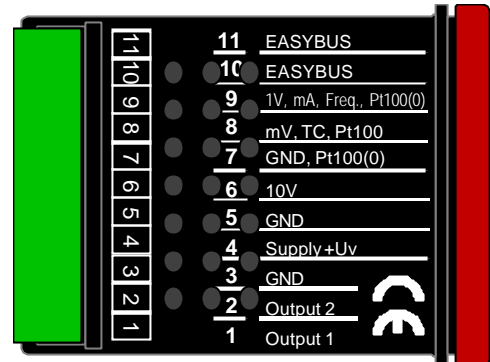 11 11 EASYBUS
10 10 EASYBUS
9 9 1V, mA, Freq., Pt100(0)
8 8 mV, TC, Pt100
7 7 GND, Pt100(0)
6 6 10V
5 5 GND
4 4 Supply+Uv
3 3 GND
2 2 Output 2
1 1 Output 1
CE